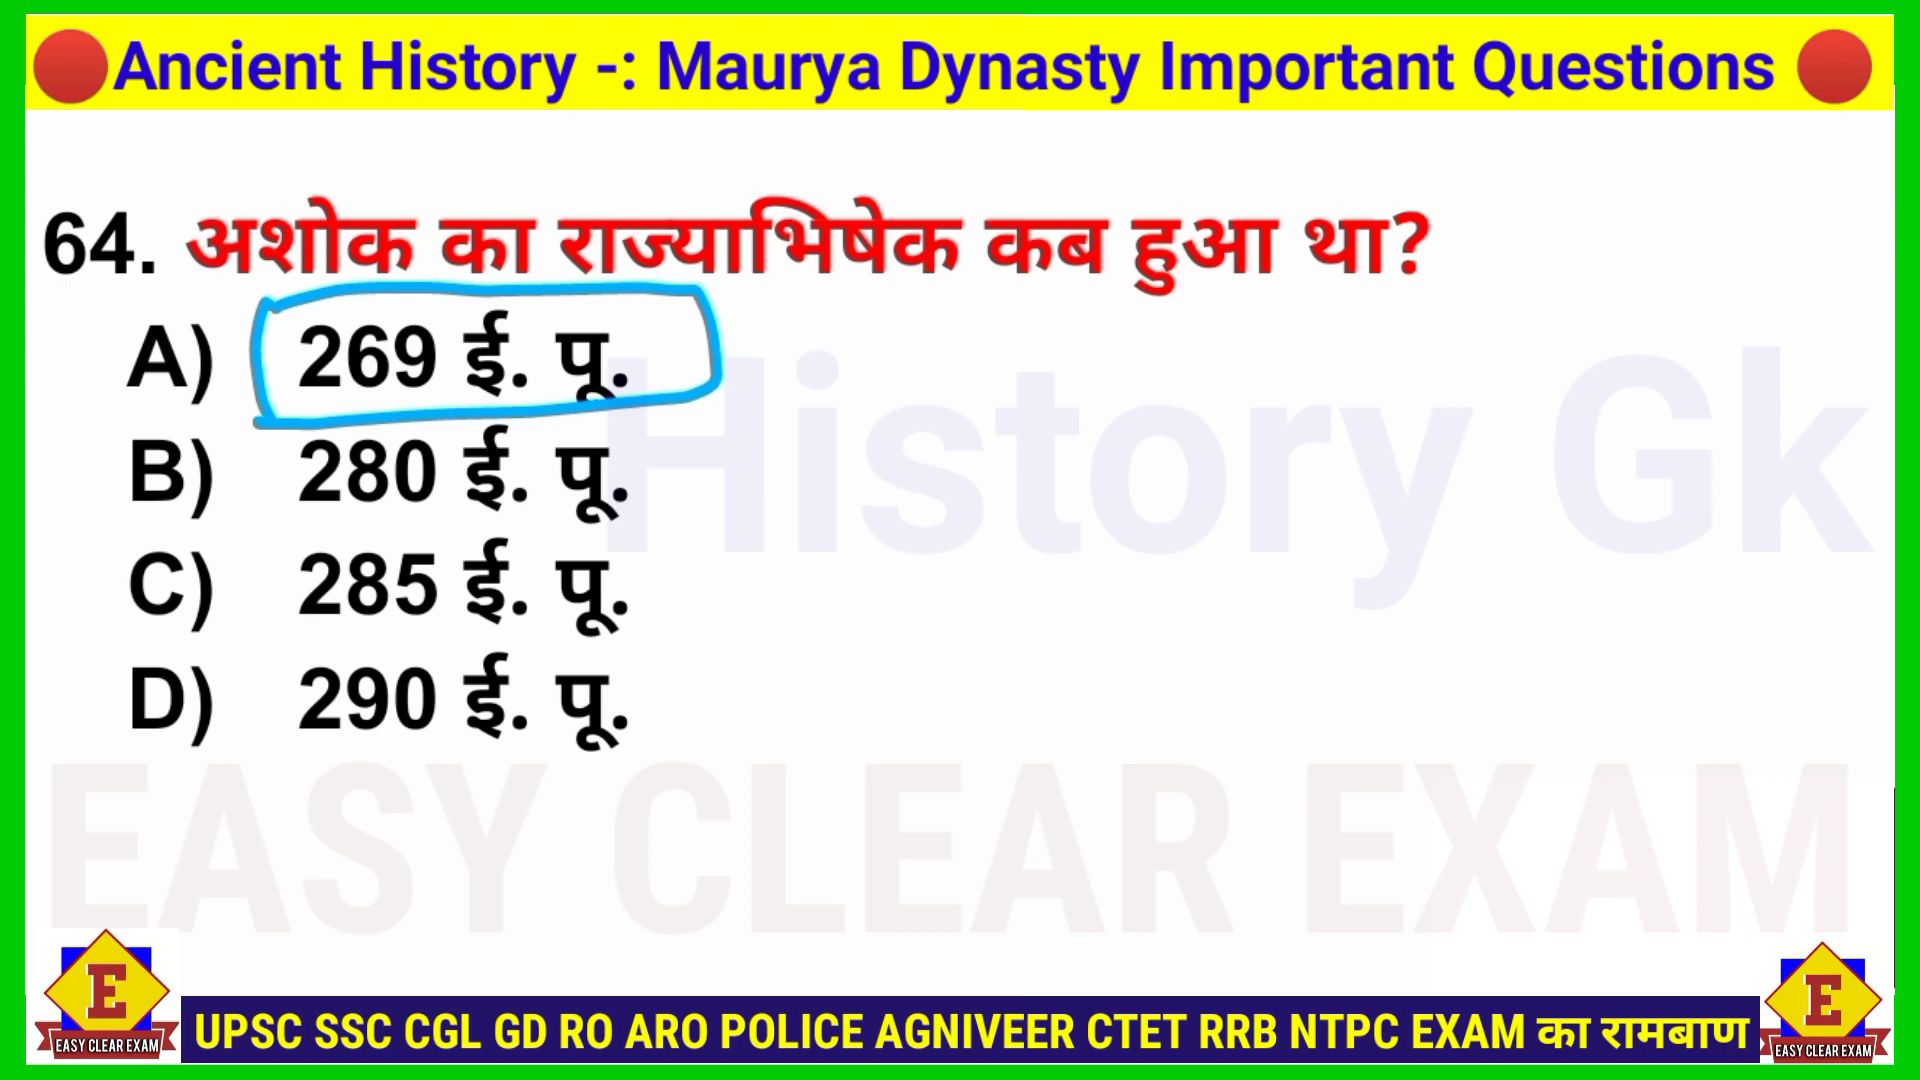 Ancient History -: Maurya Dynasty Important Questions
64. अशोक का राज्याभिषेक कब हुआ था?
A) 269 ई. पू.
B) 280 ई. पू.
C) 285 ई. पू.
D) 290 ई. पू.
History Gk
EASY CLEAR EXAM
E
EASY CLEAR EXAM
UPSC SSC CGL GD RO ARO POLICE AGNIVEER CTET RRB NTPC EXAM का रामबाण
E
EASY CLEAR EXAM